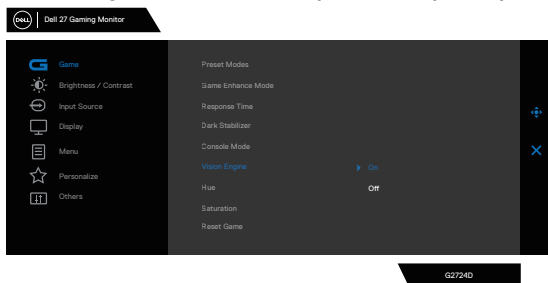 DELL Dell 27 Gaming Monitor
Game
Brightness / Contrast
Input Source
Display
Menu
Personalize
Others
Preset Modes
Game Enhance Mode
Response Time
Dark Stabilizer
Console Mode
Vision Engine On
Hue Off
Saturation
Reset Game
G2724D